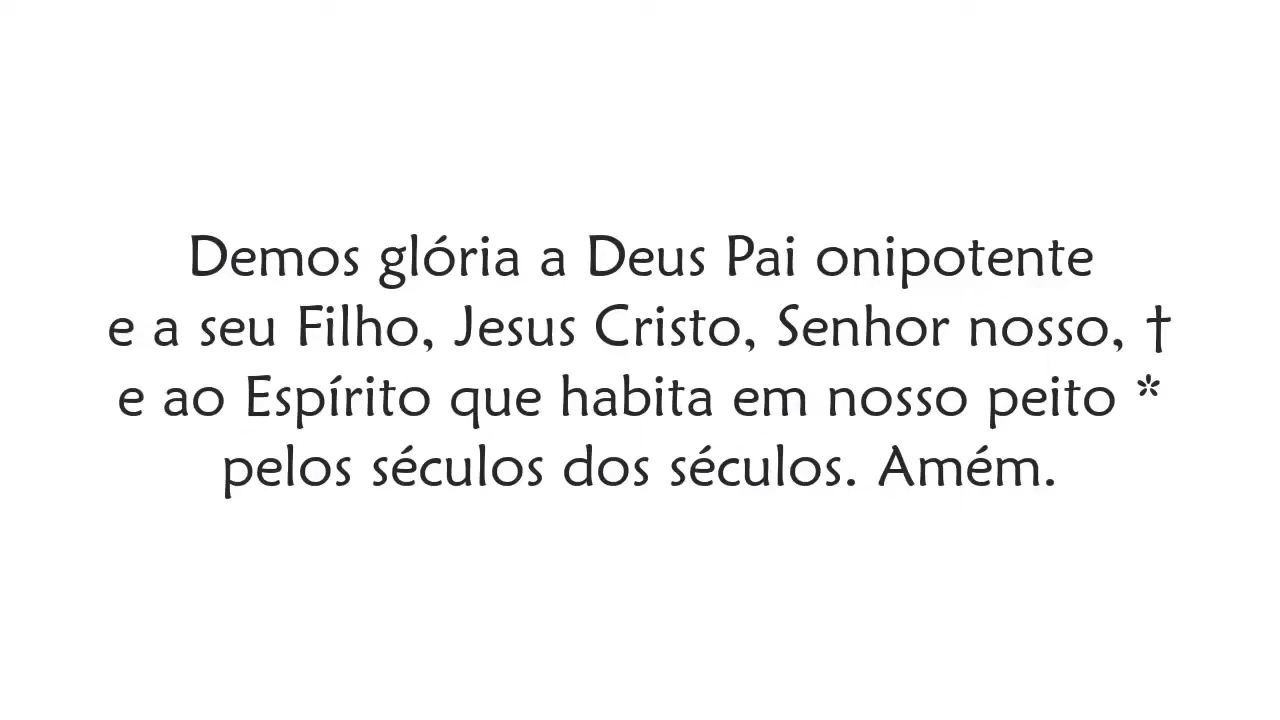 Demos glória a Deus Pai onipotente
e a seu Filho, Jesus Cristo, Senhor nosso, †
e ao Espírito que habita em nosso peito *
pelos séculos dos séculos. Amém.